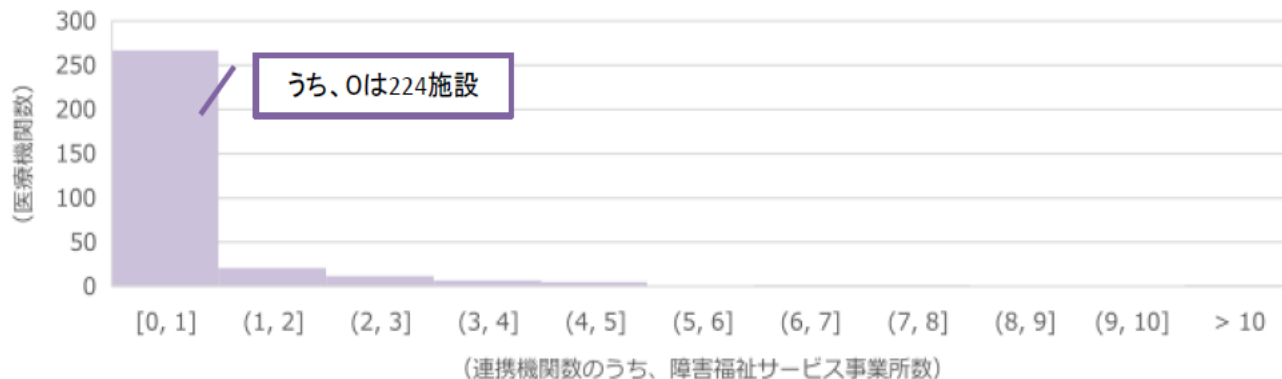 300
250
200
150
100
50
0
(医療機関数)
うち、0は224施設
[0, 1] (1, 2] (2, 3] (3, 4] (4, 5] (5, 6] (6, 7] (7, 8] (8, 9] (9, 10] > 10
(連携機関数のうち、障害福祉サービス事業所数)